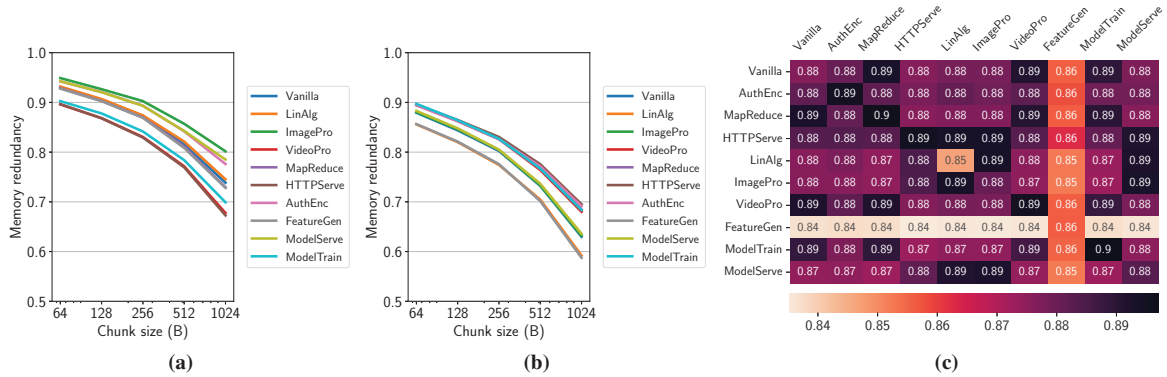 1.0
0.9
0.8
0.7
0.6
0.5
Memory redundancy
64 128 256 512 1024
Chunk size (B)
Vanilla
LinAlg
ImagePro
VideoPro
MapReduce
HTTPServe
AuthEnc
FeatureGen
ModelServe
ModelTrain
(a)
1.0
0.9
0.8
0.7
0.6
0.5
Memory redundancy
64 128 256 512 1024
Chunk size (B)
Vanilla
LinAlg
ImagePro
VideoPro
MapReduce
HTTPServe
AuthEnc
FeatureGen
ModelServe
ModelTrain
(b)
Vanilla AuthEnc MapReduce HTTPServe LinAlg ImagePro VideoPro FeatureGen ModelTrain ModelServe
Vanilla 0.88 0.88 0.89 0.88 0.88 0.88 0.89 0.86 0.89 0.88
AuthEnc 0.88 0.89 0.88 0.88 0.88 0.88 0.88 0.86 0.88 0.88
MapReduce 0.89 0.88 0.9 0.88 0.88 0.88 0.89 0.86 0.89 0.88
HTTPServe 0.88 0.88 0.88 0.89 0.89 0.89 0.88 0.86 0.88 0.89
LinAlg 0.88 0.88 0.87 0.88 0.85 0.89 0.88 0.85 0.87 0.89
ImagePro 0.88 0.88 0.87 0.88 0.89 0.88 0.87 0.85 0.87 0.89
VideoPro 0.89 0.88 0.89 0.88 0.88 0.88 0.89 0.86 0.89 0.88
FeatureGen 0.84 0.84 0.84 0.84 0.84 0.84 0.84 0.86 0.84 0.84
ModelTrain 0.89 0.88 0.89 0.87 0.87 0.87 0.89 0.86 0.9 0.88
ModelServe 0.87 0.87 0.87 0.88 0.89 0.89 0.87 0.85 0.87 0.88
0.84 0.85 0.86 0.87 0.88 0.89
(c)